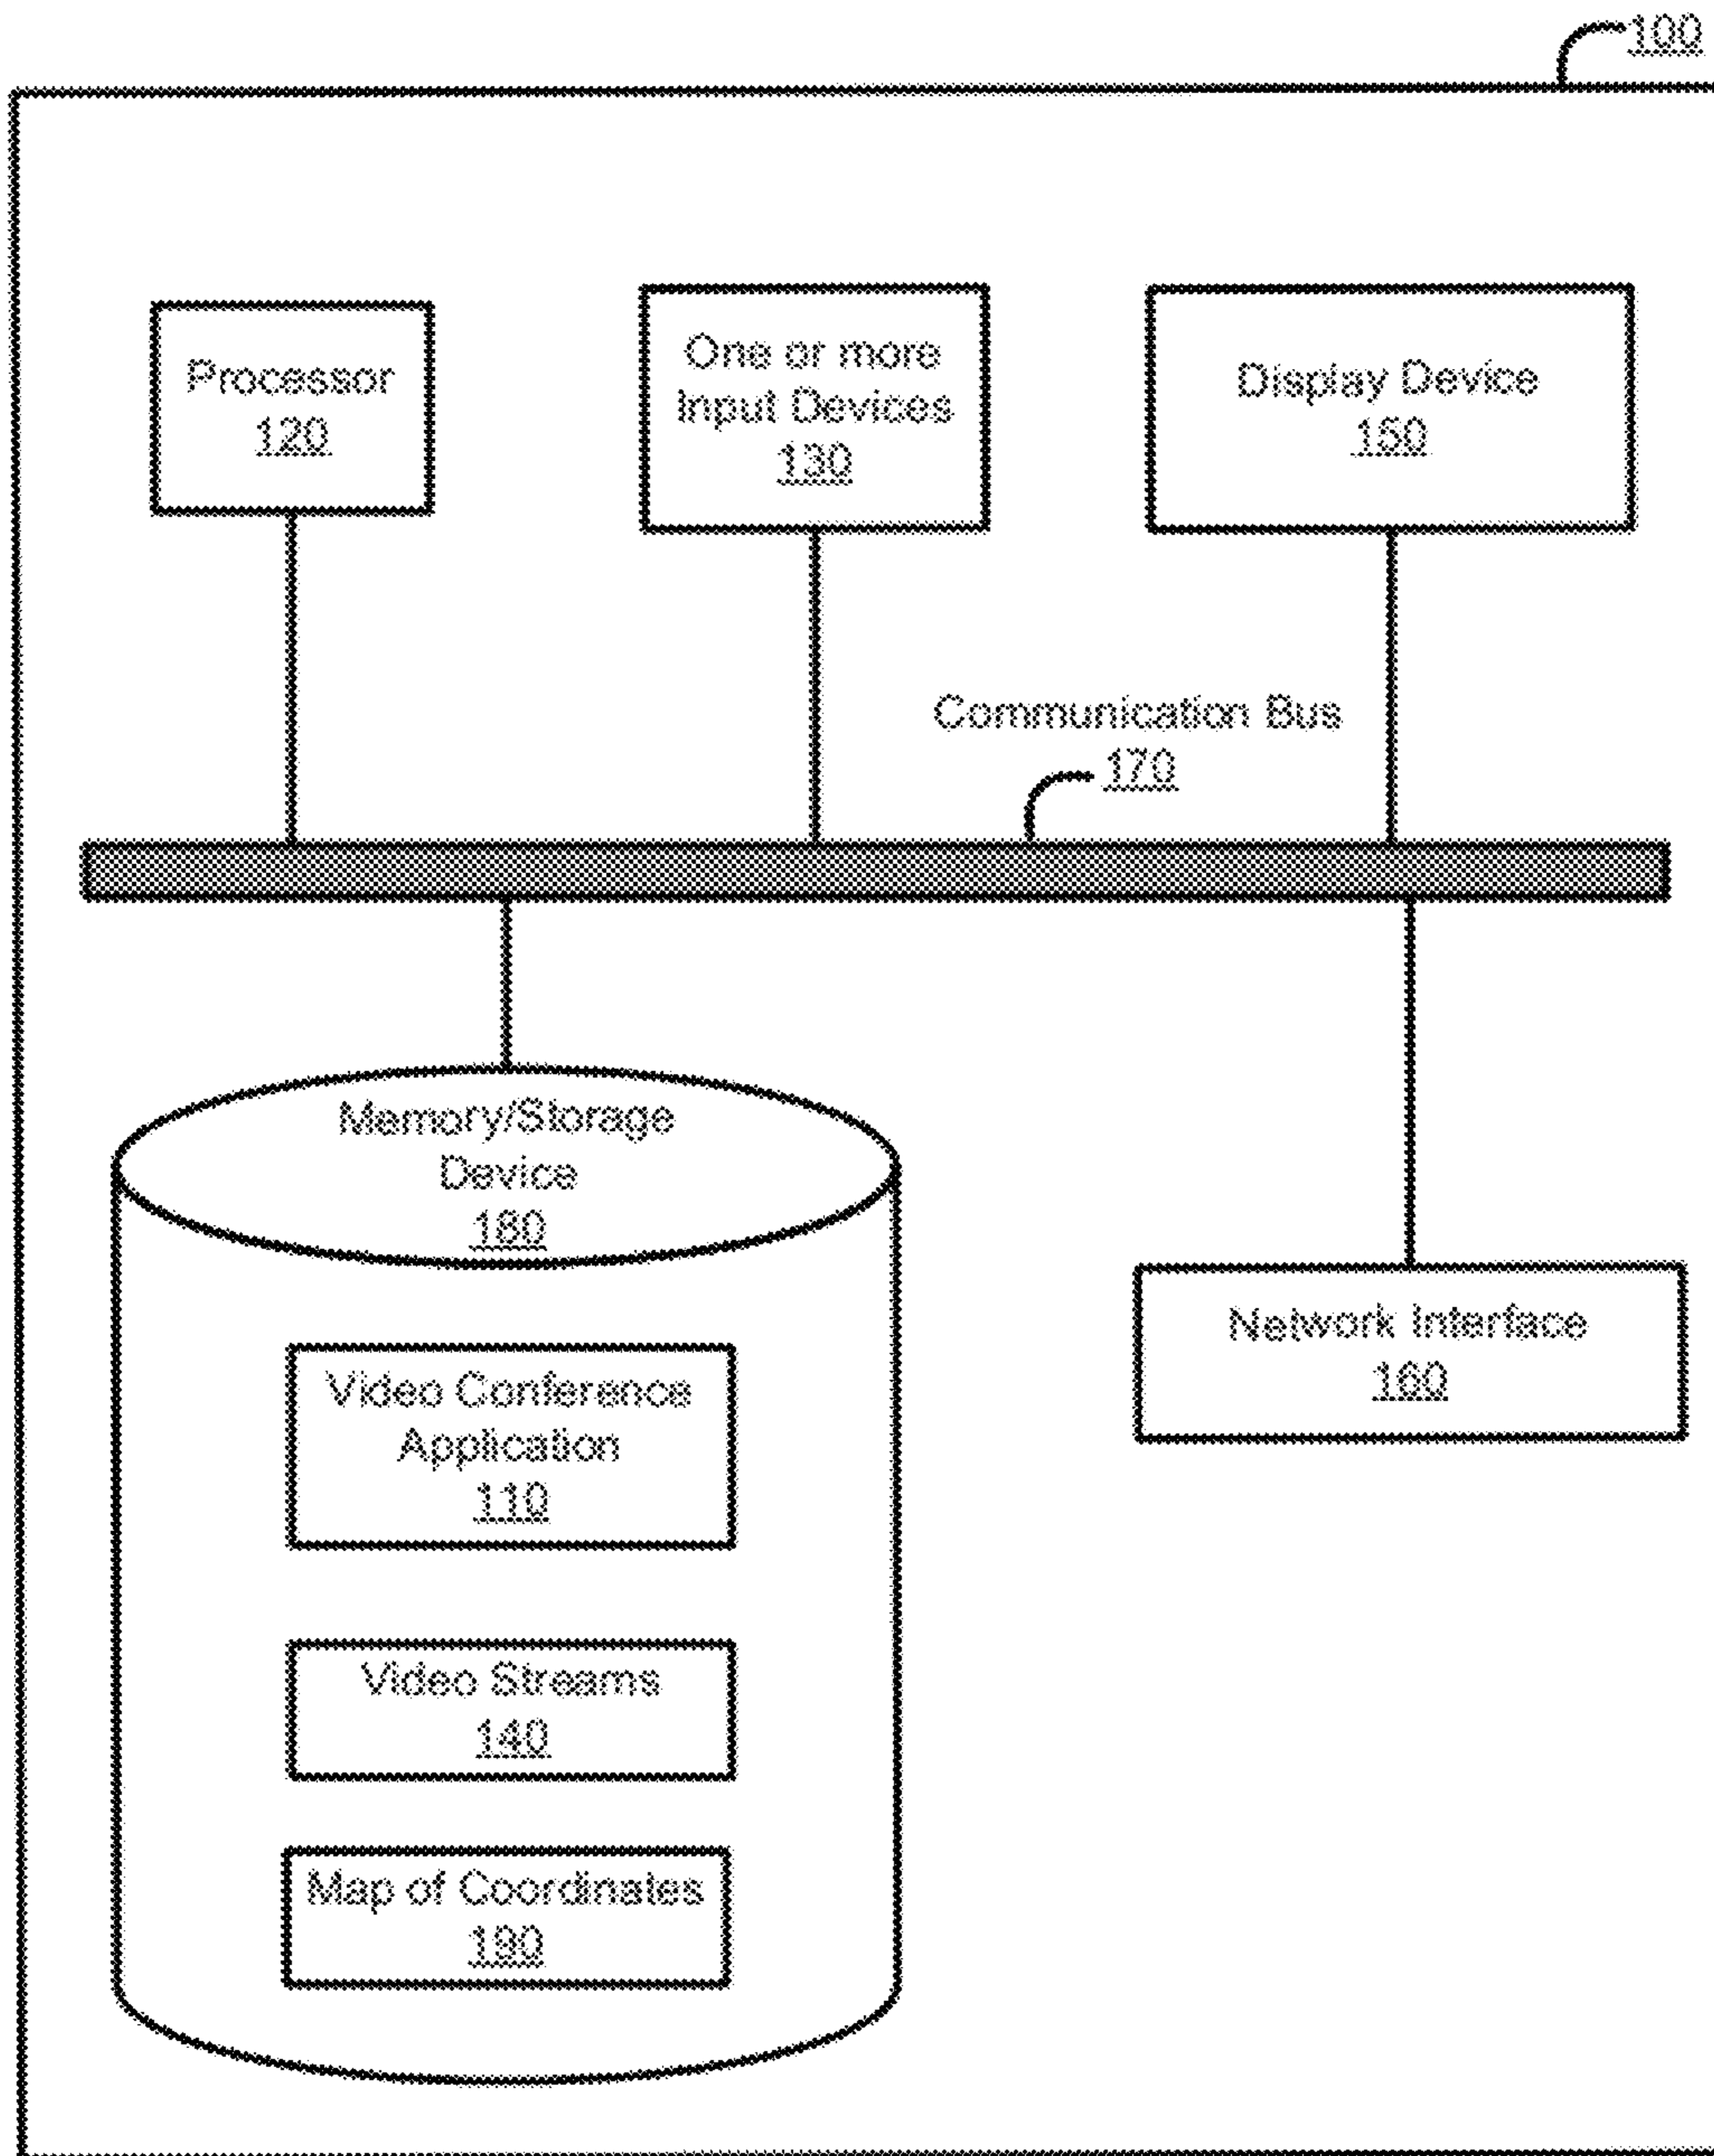 100
Processor
120
One or more
Input Devices
130
Display Device
150
Communication Bus
170
Memory/Storage
Device
180
Network Interface
160
Video Conference
Application
110
Video Streams
140
Map of Coordinates
190